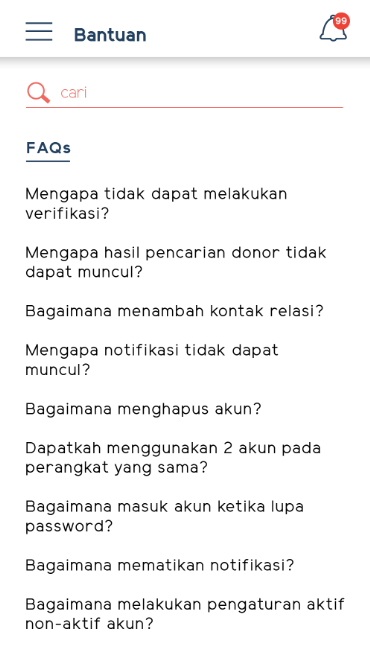 Bantuan
99
cari
FAQs
Mengapa tidak dapat melakukan
verifikasi?
Mengapa hasil pencarian donor tidak
dapat muncul?
Bagaimana menambah kontak relasi?
Mengapa notifikasi tidak dapat
muncul?
Bagaimana menghapus akun?
Dapatkah menggunakan 2 akun pada
perangkat yang sama?
Bagaimana masuk akun ketika lupa
password?
Bagaimana mematikan notifikasi?
Bagaimana melakukan pengaturan aktif
non-aktif akun?